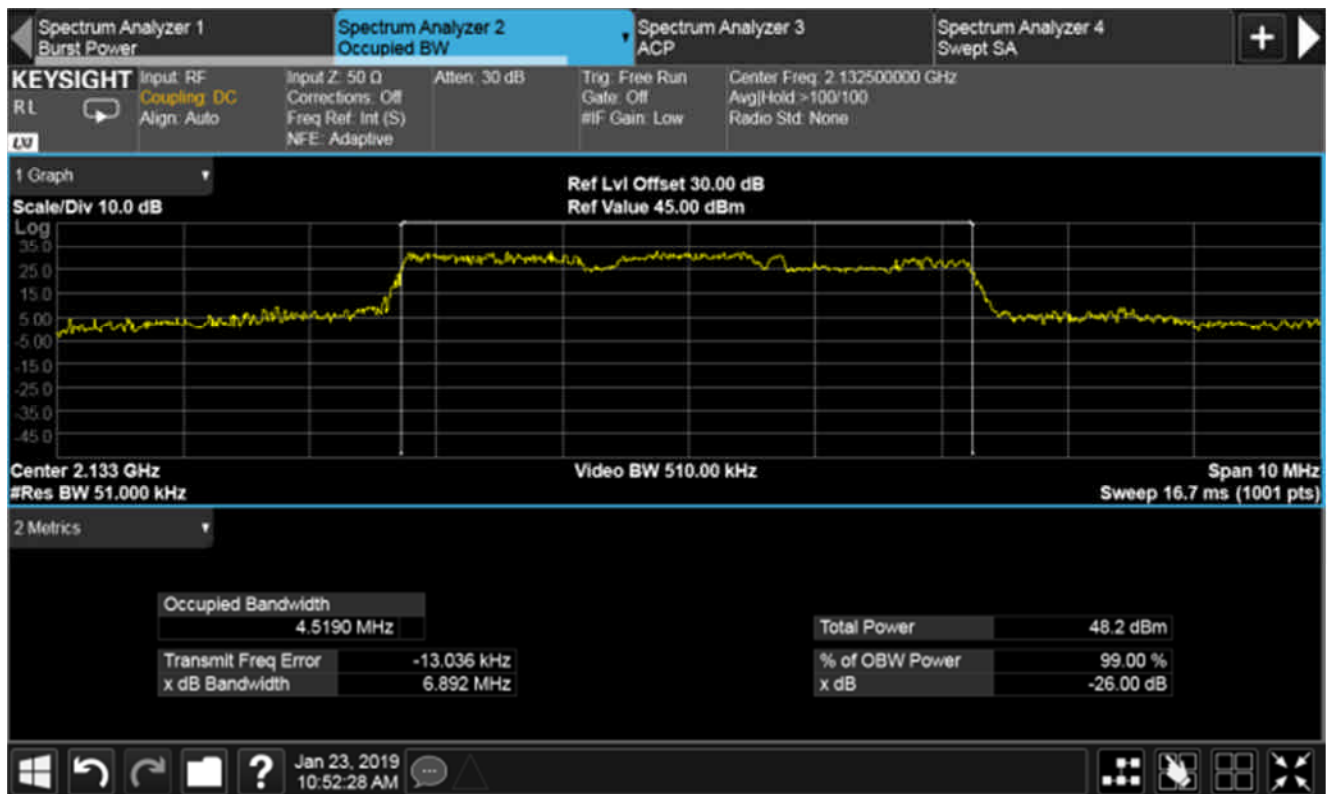 Spectrum Analyzer 1
Burst Power
Spectrum Analyzer 2
Occupied BW
Spectrum Analyzer 3
ACP
Spectrum Analyzer 4
Swept SA
+
KEYSIGHT
R L
LXI
Input: RF
Coupling: DC
Align: Auto
Input Z: 50 Ω
Corrections: Off
Freq Ref: Int (S)
NFE: Adaptive
Atten: 30 dB
Trig: Free Run
Gate: Off
#IF Gain: Low
Center Freq: 2.132500000 GHz
Avg|Hold:>100/100
Radio Std: None
1 Graph
Scale/Div 10.0 dB
Ref Lvl Offset 30.00 dB
Ref Value 45.00 dBm
Log
35.0
25.0
15.0
5.00
-5.00
-15.0
-25.0
-35.0
-45.0
Center 2.133 GHz
#Res BW 51.000 kHz
Video BW 510.00 kHz
Span 10 MHz
Sweep 16.7 ms (1001 pts)
2 Metrics
Occupied Bandwidth
4.5190 MHz
Transmit Freq Error -13.036 kHz
x dB Bandwidth 6.892 MHz
Total Power 48.2 dBm
% of OBW Power 99.00 %
x dB -26.00 dB
?
Jan 23, 2019
10:52:28 AM